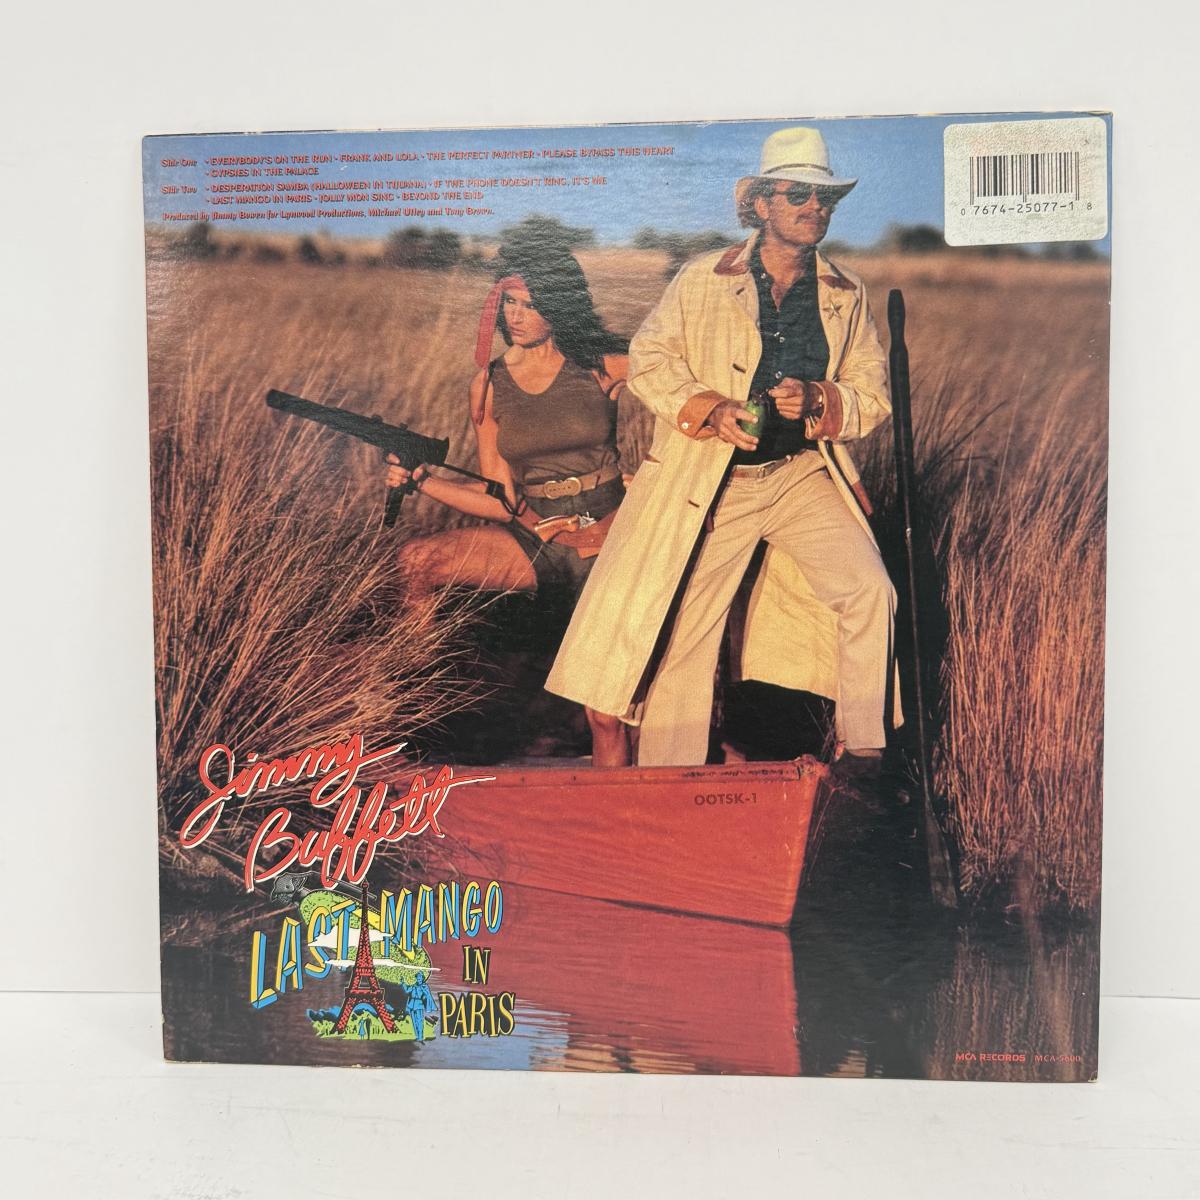 Side One • EVERYBODY'S ON THE RUN • FRANK AND LOLA • THE PERFECT PARTNER • PLEASE BYPASS THIS HEART
• GYPSIES IN THE PALACE
Side Two • DESPERATION SAMBA (HALLOWEEN IN TIJUANA) • IF THE PHONE DOESN'T RING, IT'S ME
• LAST MANGO IN PARIS • JOLLY MON SING • BEYOND THE END
Produced by Jimmy Bowen for Lynwood Productions, Michael Utley and Tony Brown.
0 7674-25077-1 8
OOTSK-1
Jimmy
Buffett
LAST MANGO
IN
PARIS
MCA RECORDS MCA-5600